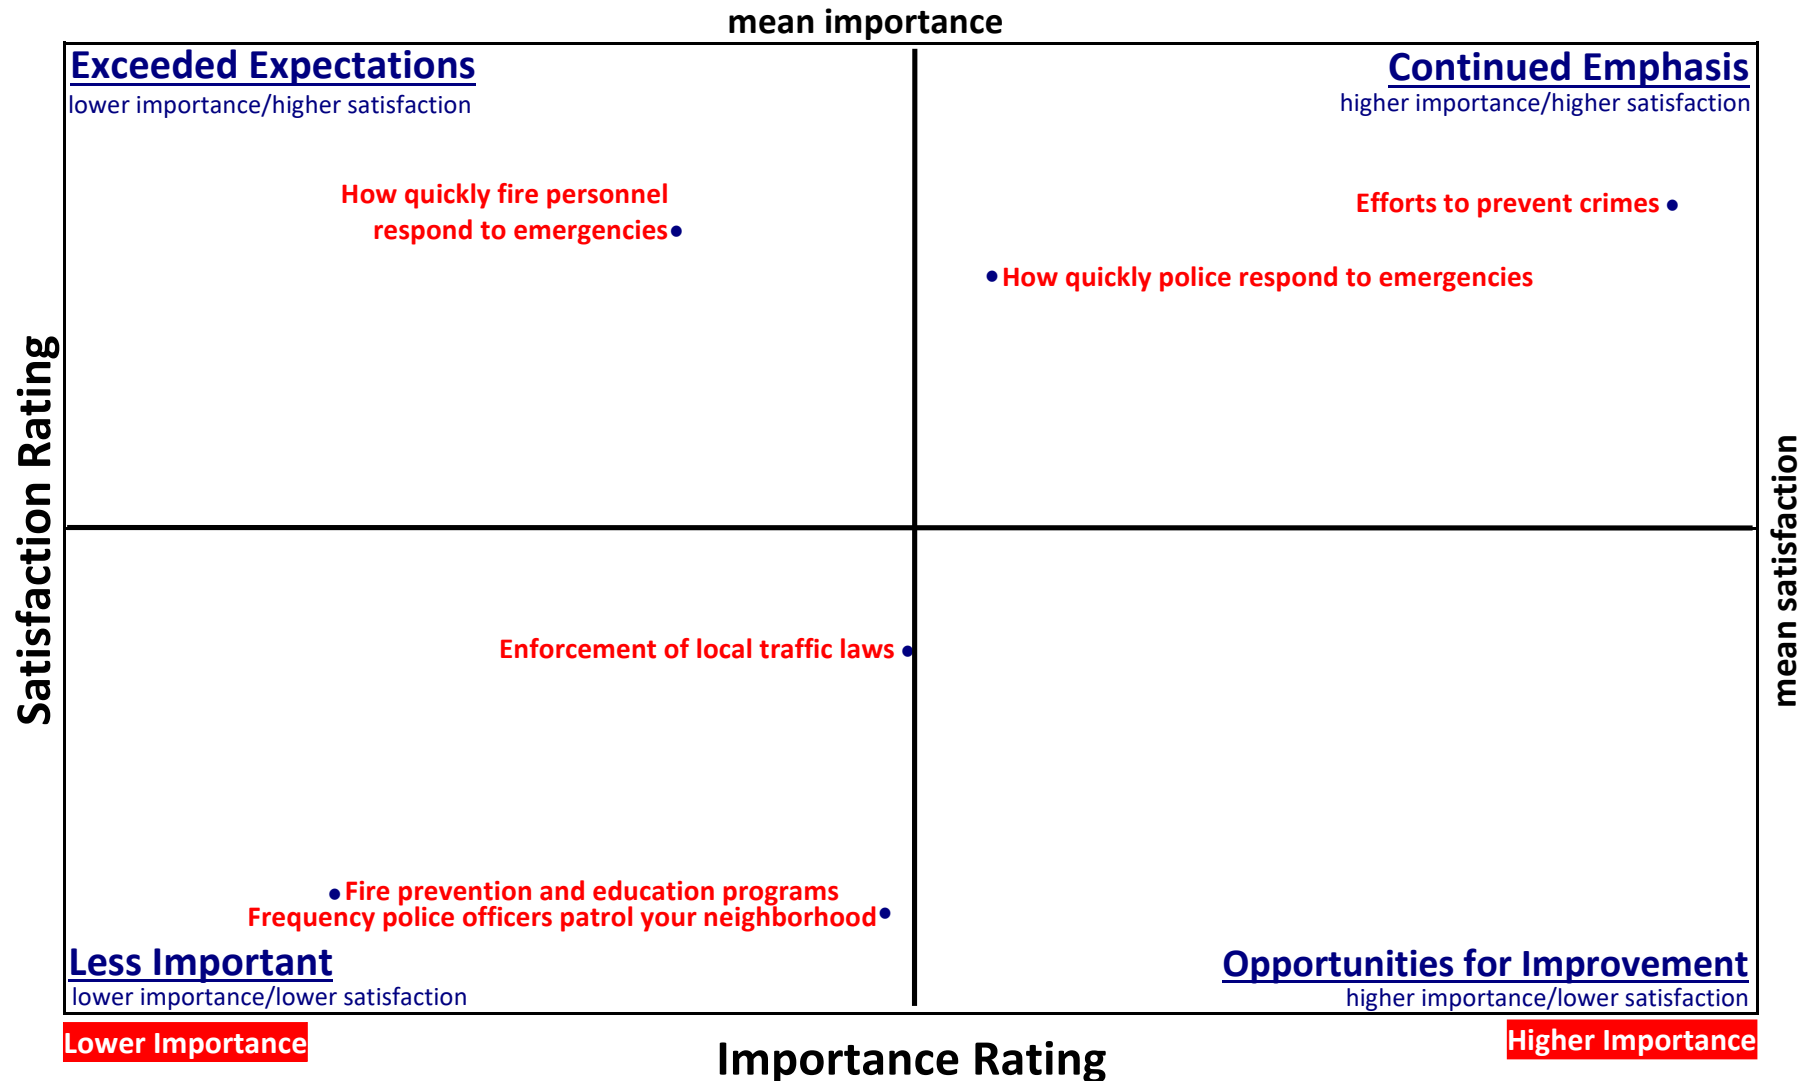 mean importance
Exceeded Expectations
lower importance/higher satisfaction
Continued Emphasis
higher importance/higher satisfaction
How quickly fire personnel
respond to emergencies
Efforts to prevent crimes
How quickly police respond to emergencies
Satisfaction Rating
mean satisfaction
Enforcement of local traffic laws
Fire prevention and education programs
Frequency police officers patrol your neighborhood
Less Important
lower importance/lower satisfaction
Opportunities for Improvement
higher importance/lower satisfaction
Lower Importance
Importance Rating
Higher Importance